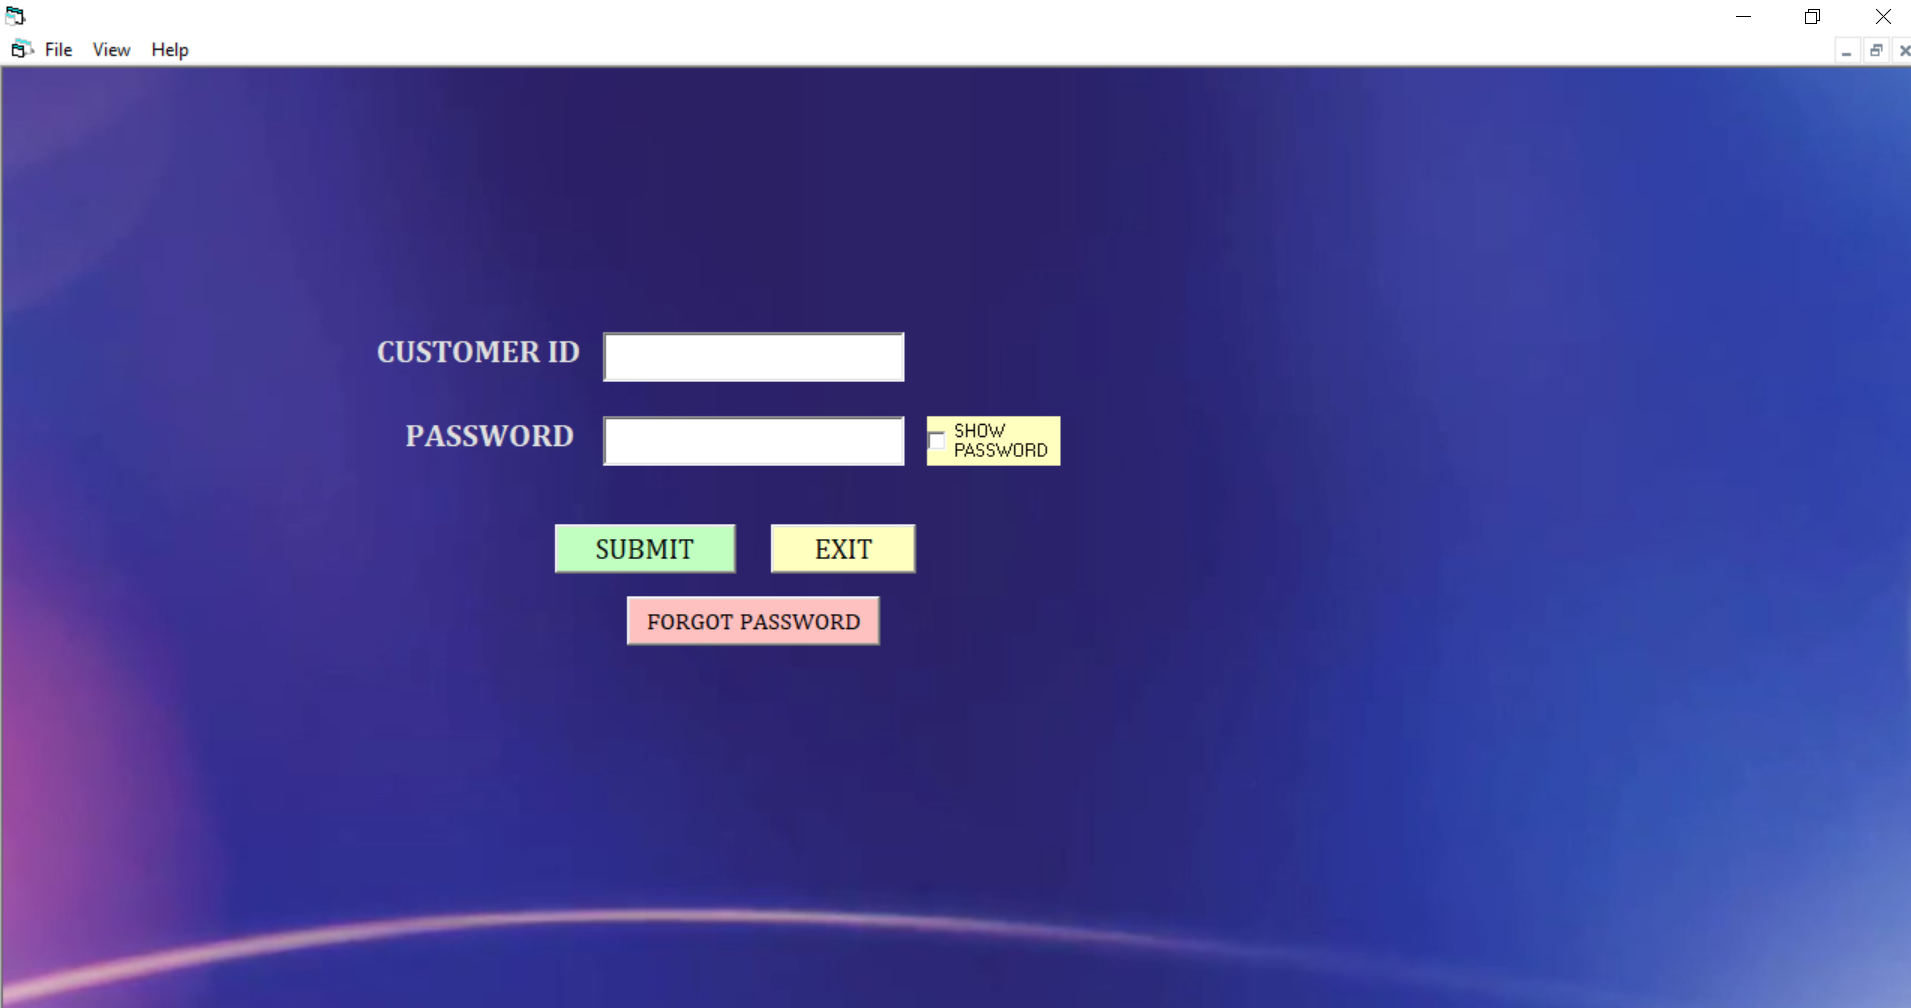 File View Help
CUSTOMER ID
PASSWORD
SHOW
PASSWORD
SUBMIT EXIT
FORGOT PASSWORD